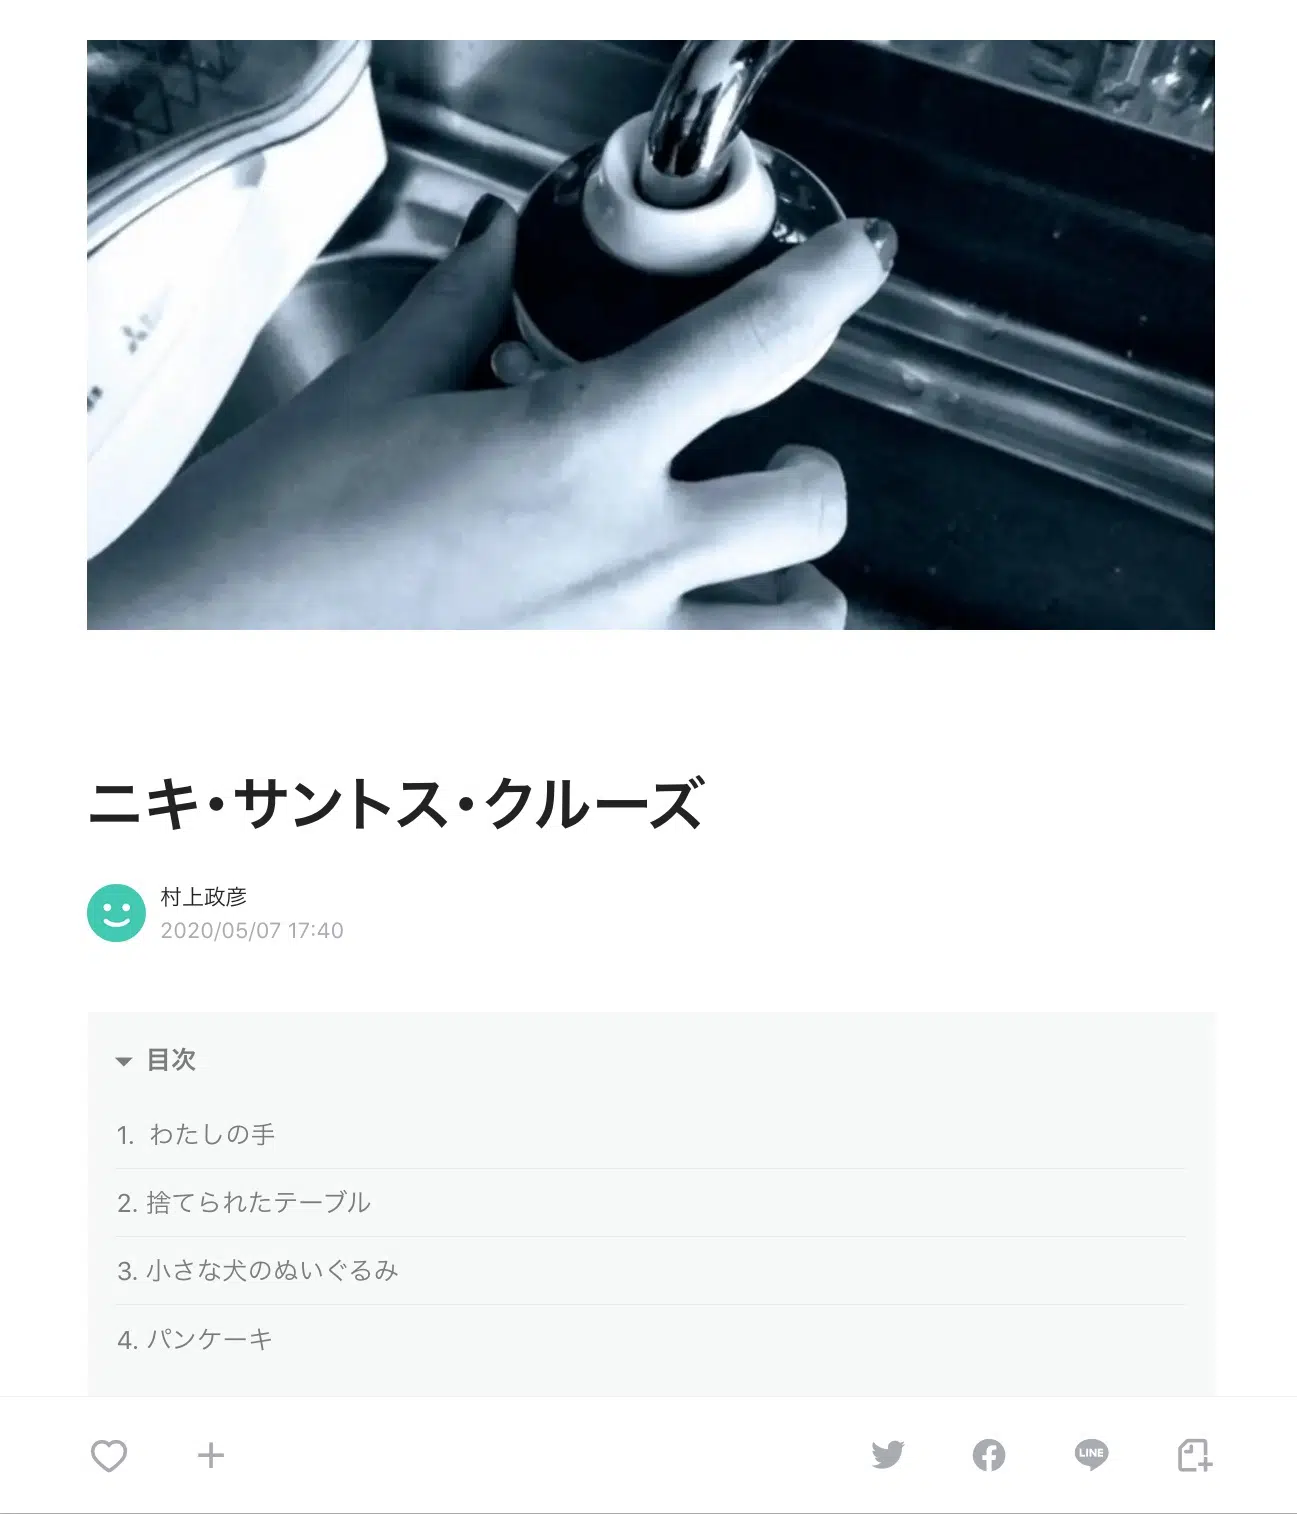 ニキ・サントス・クルーズ
村上政彦
2020/05/07 17:40
目次
1. わたしの手
2. 捨てられたテーブル
3. 小さな犬のぬいぐるみ
4. パンケーキ
LINE